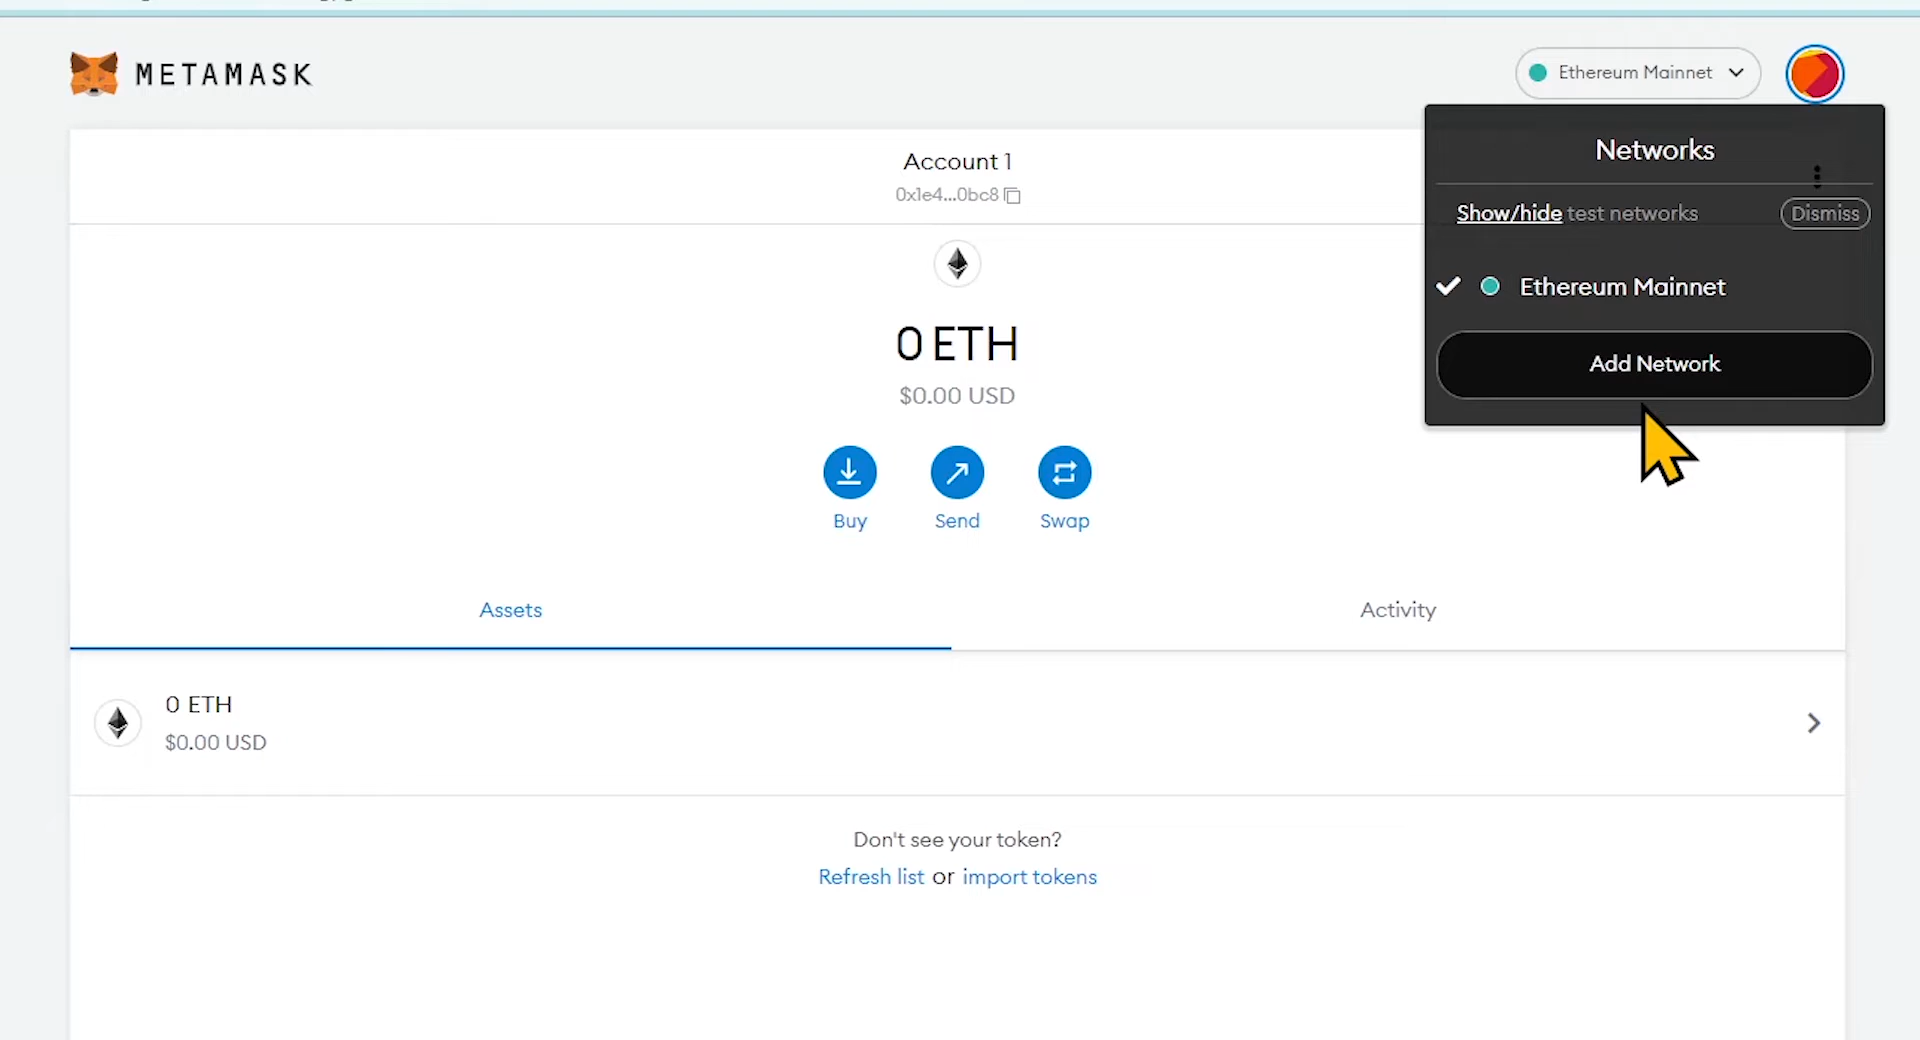 METAMASK
Ethereum Mainnet
Account 1
0x1e4...0bc8
Networks
Show/hide test networks
Dismiss
Ethereum Mainnet
Add Network
0 ETH
$0.00 USD
Buy
Send
Swap
Assets
Activity
0 ETH
$0.00 USD
Don't see your token?
Refresh list or import tokens